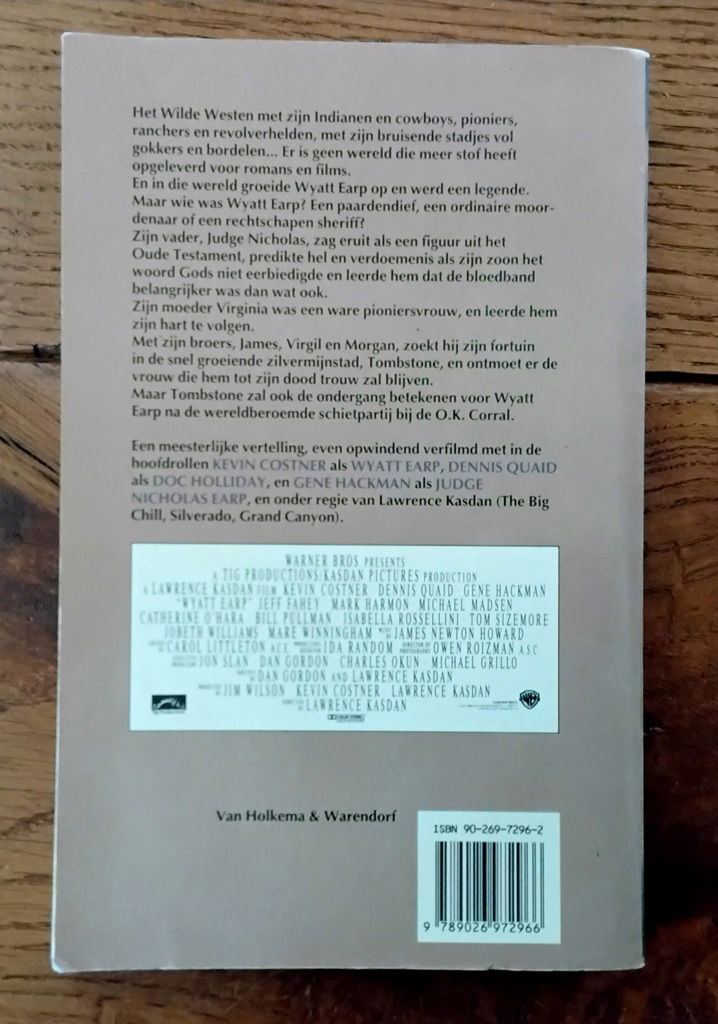 Het Wilde Westen met zijn Indianen en cowboys, pioniers,
ranchers en revolverhelden, met zijn bruisende stadjes vol
gokkers en bordelen... Er is geen wereld die meer stof heeft
opgeleverd voor romans en films.
En in die wereld groeide Wyatt Earp op en werd een legende.
Maar wie was Wyatt Earp? Een paardendief, een ordinaire moor-
denaar of een rechtschapen sheriff?
Zijn vader, Judge Nicholas, zag eruit als een figuur uit het
Oude Testament, predikte hel en verdoemenis als zijn zoon het
woord Gods niet eerbiedigde en leerde hem dat de bloedband
belangrijker was dan wat ook.
Zijn moeder Virginia was een ware pioniersvrouw, en leerde hem
zijn hart te volgen.
Met zijn broers, James, Virgil en Morgan, zoekt hij zijn fortuin
in de snel groeiende zilvermijnstad, Tombstone, en ontmoet er de
vrouw die hem tot zijn dood trouw zal blijven.
Maar Tombstone zal ook de ondergang betekenen voor Wyatt
Earp na de wereldberoemde schietpartij bij de O.K. Corral.
Een meesterlijke vertelling, even opwindend verfilmd met in de
hoofdrollen KEVIN COSTNER als WYATT EARP, DENNIS QUAID
als DOC HOLLIDAY, en GENE HACKMAN als JUDGE
NICHOLAS EARP, en onder regie van Lawrence Kasdan (The Big
Chill, Silverado, Grand Canyon).
WARNER BROS PRESENTS
A TIG PRODUCTIONS/KASDAN PICTURES PRODUCTION
A LAWRENCE KASDAN FILM KEVIN COSTNER DENNIS QUAID GENE HACKMAN
"WYATT EARP" JEFF FAHEY MARK HARMON MICHAEL MADSEN
CATHERINE O'HARA BILL PULLMAN ISABELLA ROSSELLINI TOM SIZEMORE
JOBETH WILLIAMS MARE WINNINGHAM JAMES NEWTON HOWARD
CAROL LITTLETON A.C.E. IDA RANDOM DIRECTOR OF PHOTOGRAPHY OWEN ROIZMAN A.S.C
JON SLAN DAN GORDON CHARLES OKUN MICHAEL GRILLO
DAN GORDON AND LAWRENCE KASDAN
JIM WILSON KEVIN COSTNER LAWRENCE KASDAN
LAWRENCE KASDAN
Van Holkema & Warendorf
ISBN 90-269-7296-2
9 789026 972966